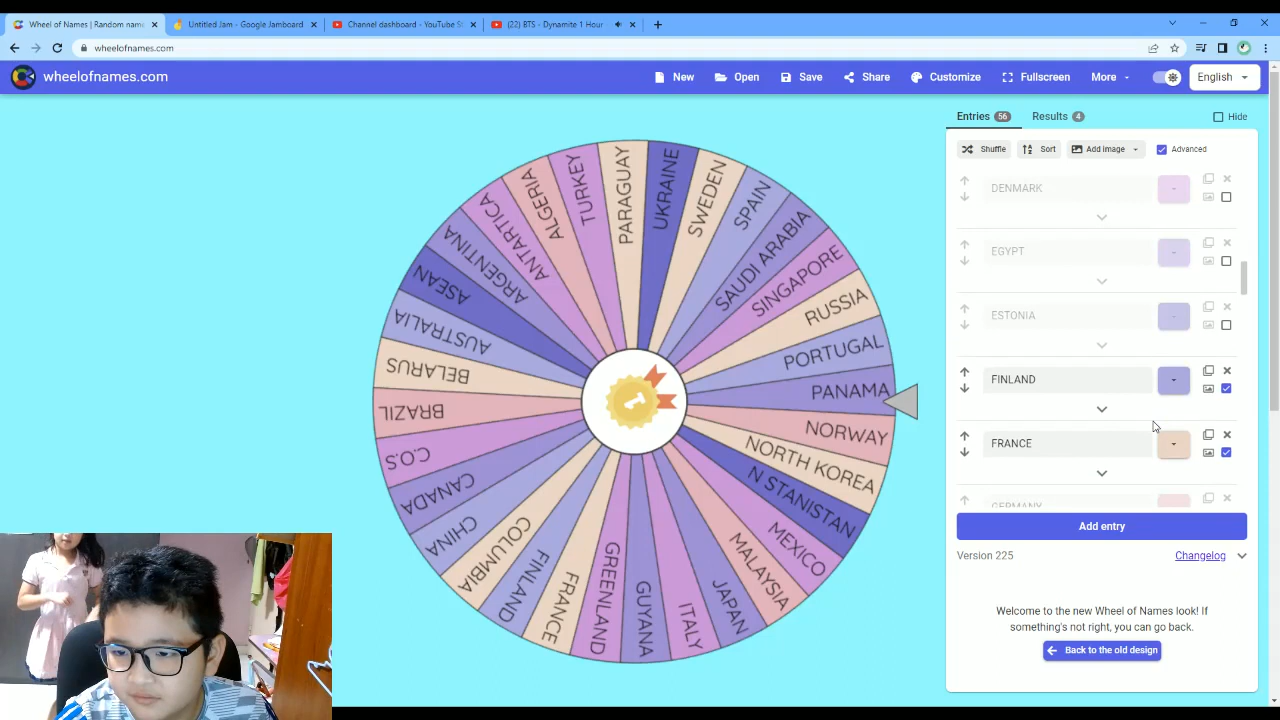 Wheel of Names | Random name
Untitled Jam - Google Jamboard
Channel dashboard - YouTube St
(22) BTS - Dynamite 1 Hour
wheelofnames.com
wheelofnames.com
New
Open
Save
Share
Customize
Fullscreen
More
English
Entries 56
Results 4
Hide
Shuffle
Sort
Add image
Advanced
DENMARK
EGYPT
ESTONIA
FINLAND
FRANCE
GERMANY
Add entry
Version 225
Changelog
Welcome to the new Wheel of Names look! If
something's not right, you can go back.
Back to the old design
PARAGUAY
UKRAINE
SWEDEN
SPAIN
SAUDI ARABIA
SINGAPORE
RUSSIA
PORTUGAL
PANAMA
NORWAY
NORTH KOREA
N STANISTAN
MEXICO
MALAYSIA
JAPAN
ITALY
GUYANA
GREENLAND
FRANCE
FINLAND
COLUMBIA
CHINA
CANADA
C.O.S
BRAZIL
BELARUS
AUSTRALIA
ASEAN
ARGENTINA
ANTARTICA
ALGERIA
TURKEY